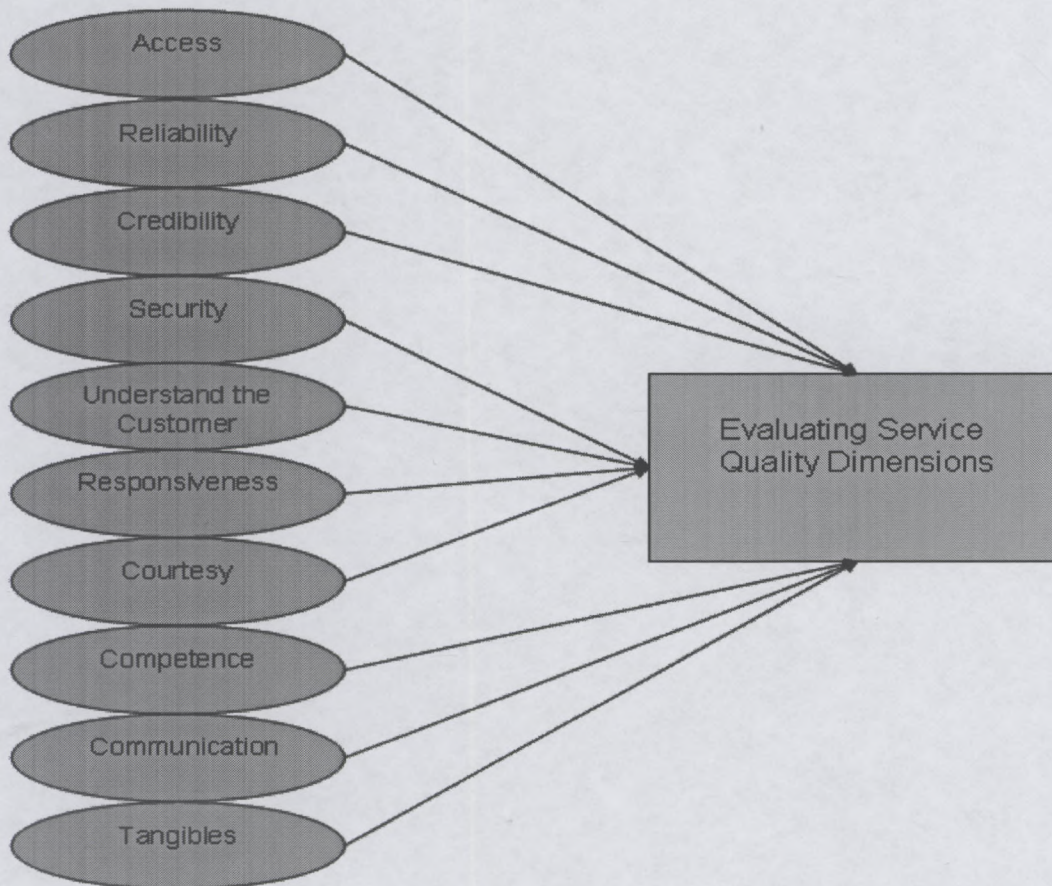 Access
Reliability
Credibility
Security
Understand the
Customer
Responsiveness
Courtesy
Competence
Communication
Tangibles
Evaluating Service
Quality Dimensions